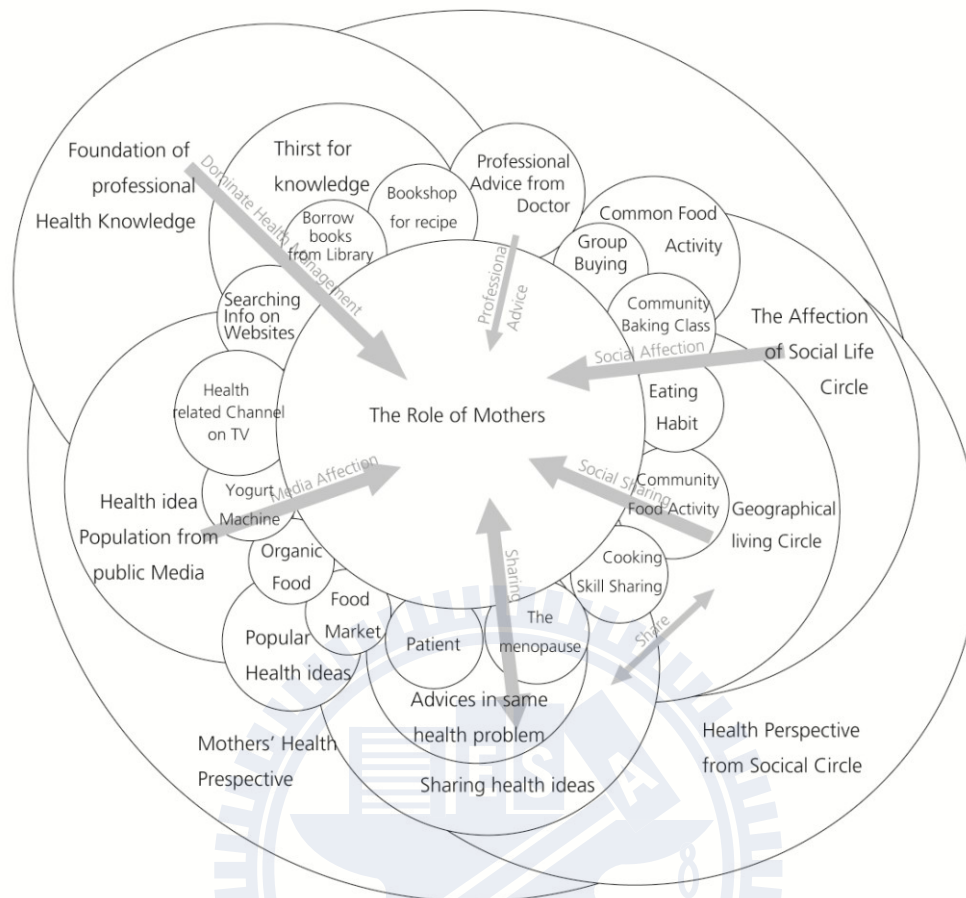 Foundation of
professional
Health Knowledge
Thirst for
knowledge
Bookshop
for recipe
Borrow
books
from Library
Dominate Health Management
Professional
Advice from
Doctor
Professional
Advice
Common Food
Activity
Group
Buying
Community
Baking Class
The Affection
of Social Life
Circle
Social Affection
Searching
Info on
Websites
Health
related Channel
on TV
The Role of Mothers
Eating
Habit
Media Affection
Social Sharing
Community
Food Activity
Geographical
living Circle
Yogurt
Machine
Health idea
Population from
public Media
Organic
Food
Cooking
Skill Sharing
Sharing
Share
Food
Market
Popular
Health ideas
Patient
The
menopause
Advices in same
health problem
Mothers' Health
Prespective
Sharing health ideas
Health Perspective
from Socical Circle
ESA